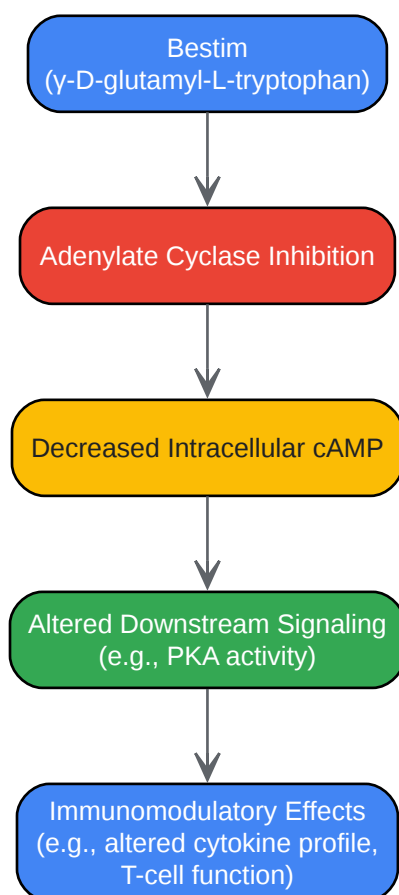 Bestim
(γ-D-glutamyl-L-tryptophan)
Adenylate Cyclase Inhibition
Decreased Intracellular cAMP
Altered Downstream Signaling
(e.g., PKA activity)
Immunomodulatory Effects
(e.g., altered cytokine profile,
T-cell function)